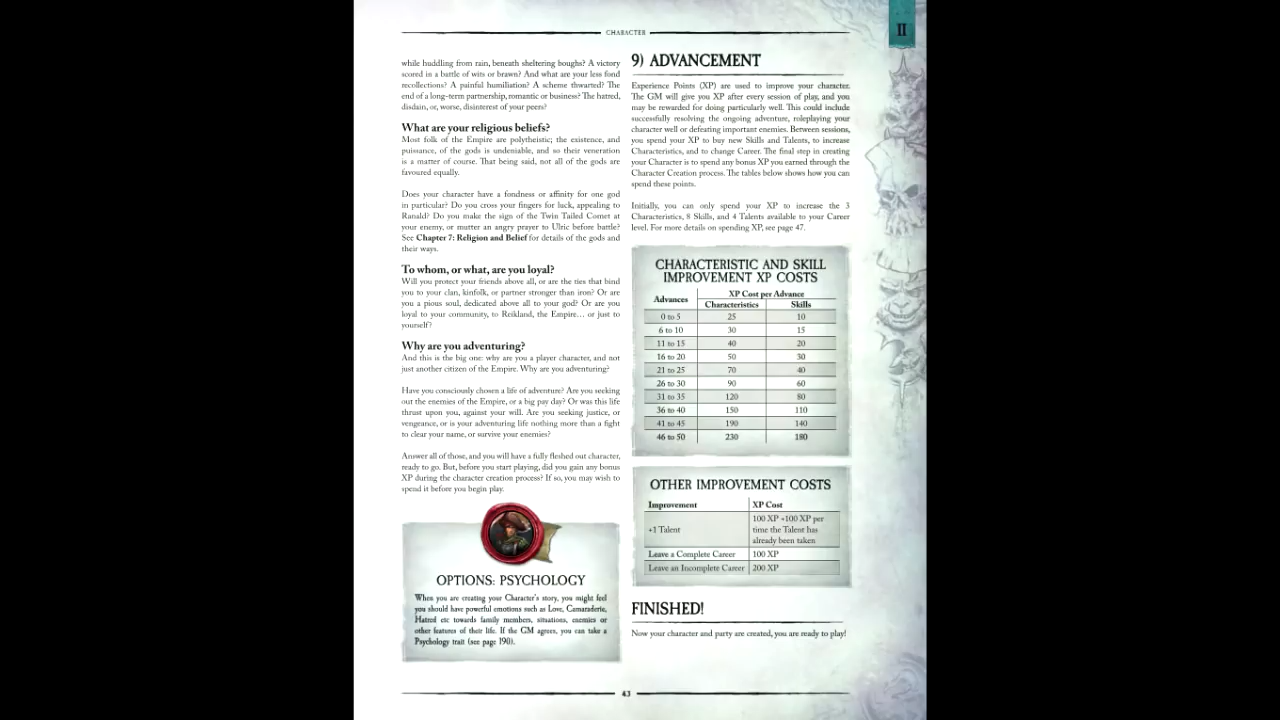 CHARACTER
II
while huddling from rain, beneath sheltering boughs? A victory
scored in a battle of wits or brawn? And what are your less fond
recollections? A painful humiliation? A scheme thwarted? The
end of a long-term partnership, romantic or business? The hatred,
disdain, or, worse, disinterest of your peers?
What are your religious beliefs?
Most folk of the Empire are polytheistic; the existence, and
puissance, of the gods is undeniable, and so their veneration
is a matter of course. That being said, not all of the gods are
favoured equally.
Does your character have a fondness or affinity for one god
in particular? Do you cross your fingers for luck, appealing to
Ranald? Do you make the sign of the Twin Tailed Comet at
your enemy, or mutter an angry prayer to Ulric before battle?
See Chapter 7: Religion and Belief for details of the gods and
their ways.
To whom, or what, are you loyal?
Will you protect your friends above all, or are the ties that bind
you to your clan, kinfolk, or partner stronger than iron? Or are
you a pious soul, dedicated above all to your god? Or are you
loyal to your community, to Reikland, the Empire… or just to
yourself?
Why are you adventuring?
And this is the big one: why are you a player character, and not
just another citizen of the Empire. Why are you adventuring?
Have you consciously chosen a life of adventure? Are you seeking
out the enemies of the Empire, or a big pay day? Or was this life
thrust upon you, against your will. Are you seeking justice, or
vengeance, or is your adventuring life nothing more than a fight
to clear your name, or survive your enemies?
Answer all of those, and you will have a fully fleshed out character,
ready to go. But, before you start playing, did you gain any bonus
XP during the character creation process? If so, you may wish to
spend it before you begin play.
OPTIONS: PSYCHOLOGY
When you are creating your Character's story, you might feel
you should have powerful emotions such as Love, Camaraderie,
Hatred etc towards family members, situations, enemies or
other features of their life. If the GM agrees, you can take a
Psychology trait (see page 190).
9) ADVANCEMENT
Experience Points (XP) are used to improve your character.
The GM will give you XP after every session of play, and you
may be rewarded for doing particularly well. This could include
successfully resolving the ongoing adventure, roleplaying your
character well or defeating important enemies. Between sessions,
you spend your XP to buy new Skills and Talents, to increase
Characteristics, and to change Career. The final step in creating
your Character is to spend any bonus XP you earned through the
Character Creation process. The tables below shows how you can
spend these points.
Initially, you can only spend your XP to increase the 3
Characteristics, 8 Skills, and 4 Talents available to your Career
level. For more details on spending XP, see page 47.
CHARACTERISTIC AND SKILL
IMPROVEMENT XP COSTS
Advances XP Cost per Advance
Characteristics Skills
0 to 5 25 10
6 to 10 30 15
11 to 15 40 20
16 to 20 50 30
21 to 25 70 40
26 to 30 90 60
31 to 35 120 80
36 to 40 150 110
41 to 45 190 140
46 to 50 230 180
OTHER IMPROVEMENT COSTS
Improvement XP Cost
+1 Talent 100 XP +100 XP per
time the Talent has
already been taken
Leave a Complete Career 100 XP
Leave an Incomplete Career 200 XP
FINISHED!
Now your character and party are created, you are ready to play!
43